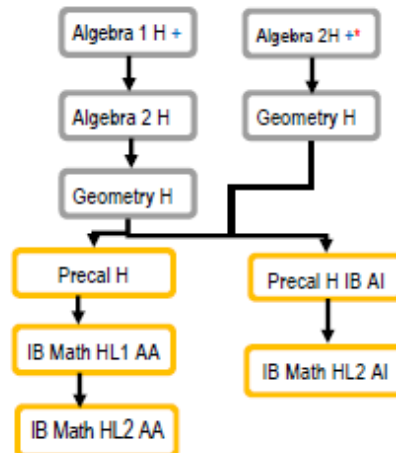 Algebra 1 H +
Algebra 2H +*
Algebra 2 H
Geometry H
Geometry H
Precal H
Precal H IB AI
IB Math HL1 AA
IB Math HL2 AI
IB Math HL2 AA